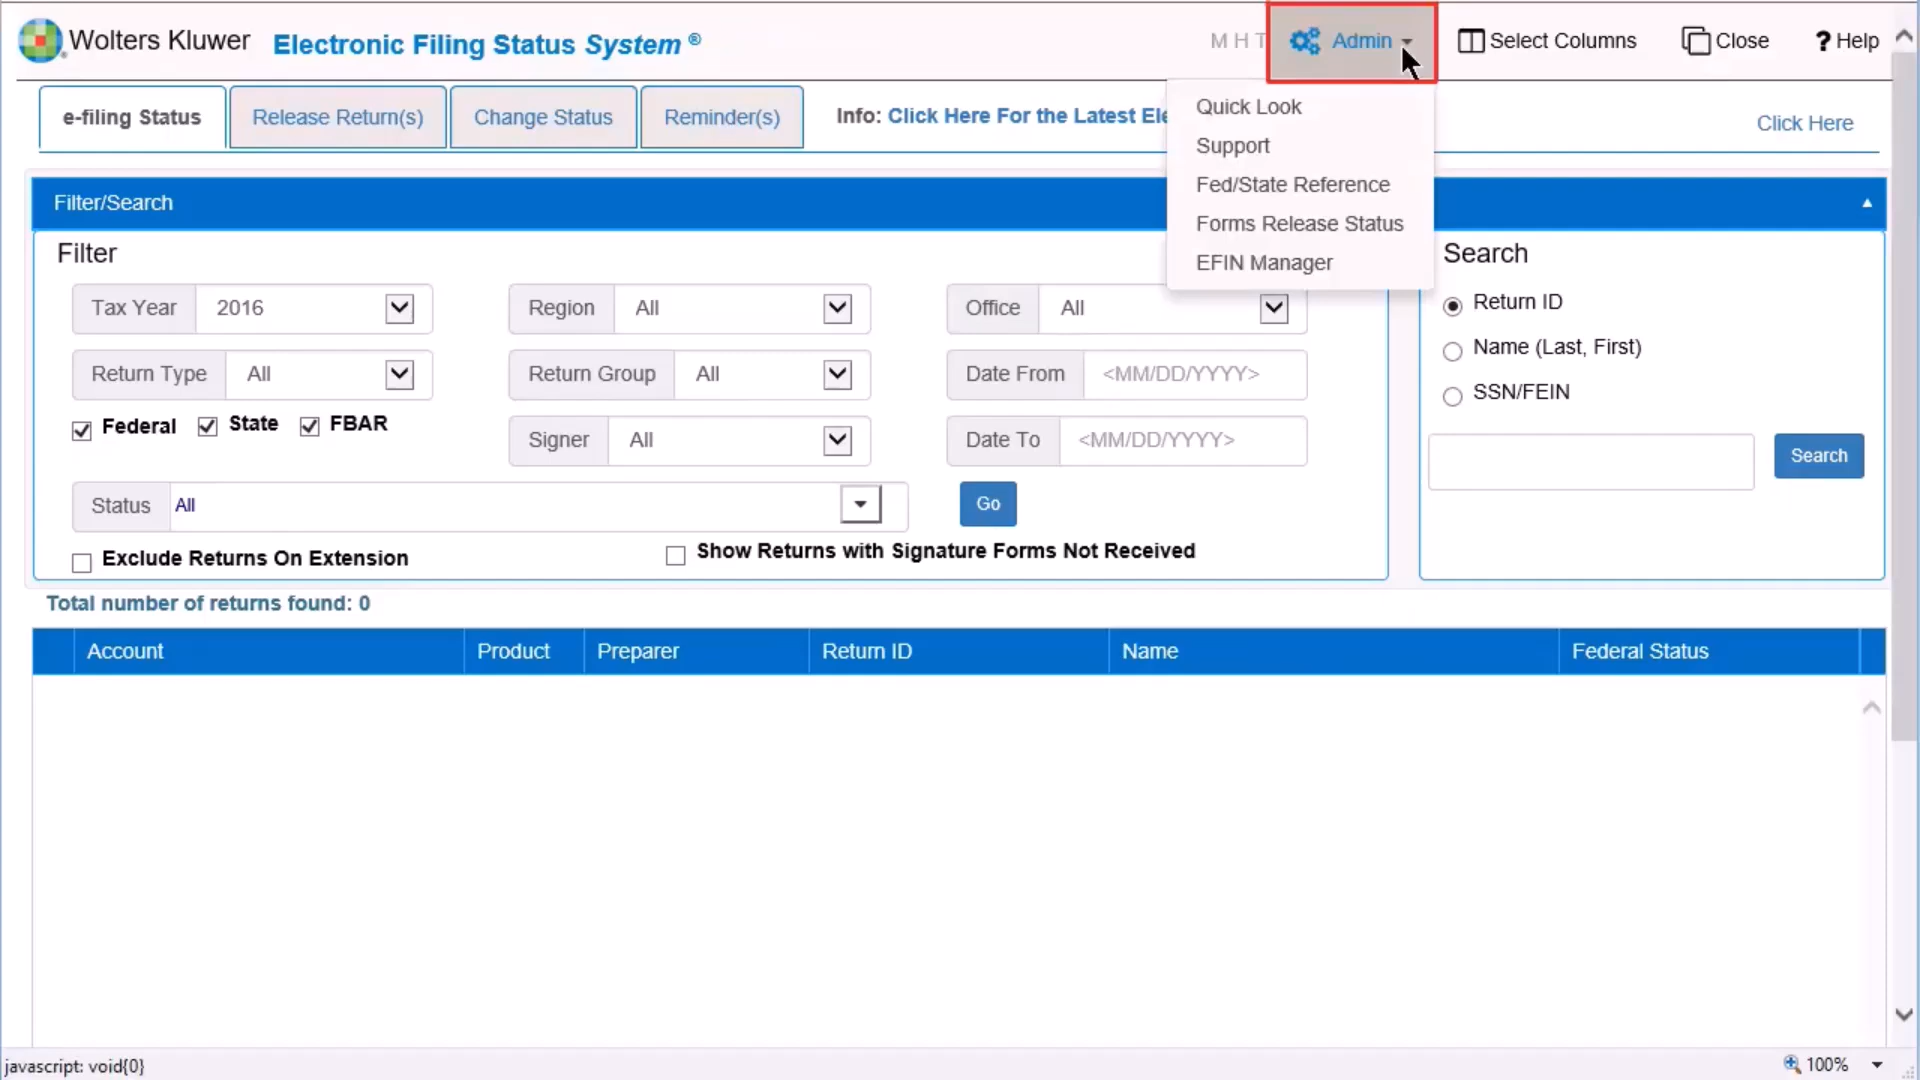 Wolters Kluwer Electronic Filing Status System ® M H T Admin Select Columns Close ? Help
e-filing Status Release Return(s) Change Status Reminder(s) Info: Click Here For the Latest Ele Click Here
Quick Look
Support
Fed/State Reference
Forms Release Status
EFIN Manager
Filter/Search
Filter
Tax Year 2016 Region All Office All
Return Type All Return Group All Date From <MM/DD/YYYY>
Federal State FBAR Signer All Date To <MM/DD/YYYY>
Status All Go
Exclude Returns On Extension Show Returns with Signature Forms Not Received
Search
Return ID
Name (Last, First)
SSN/FEIN
Search
Total number of returns found: 0
Account Product Preparer Return ID Name Federal Status
javascript: void(0) 100%